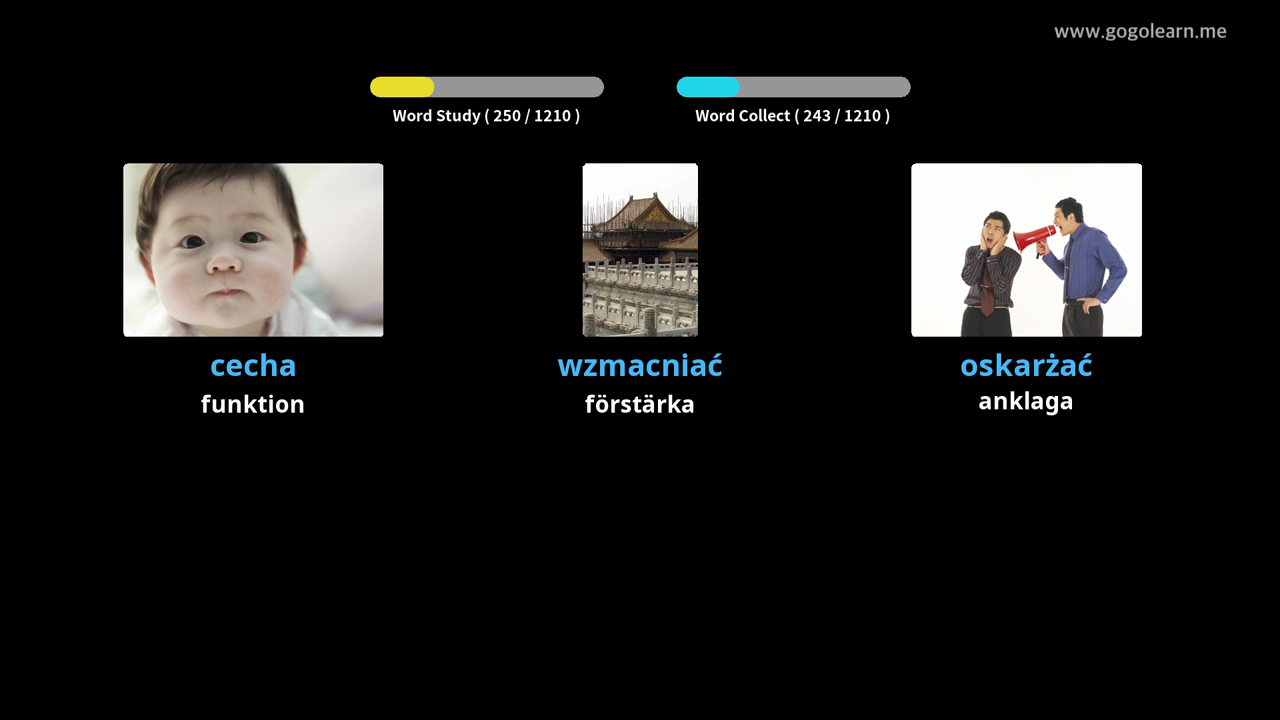 www.gogolearn.me
Word Study ( 250 / 1210 )
Word Collect ( 243 / 1210 )
cecha
funktion
wzmacniać
förstärka
oskarżać
anklaga